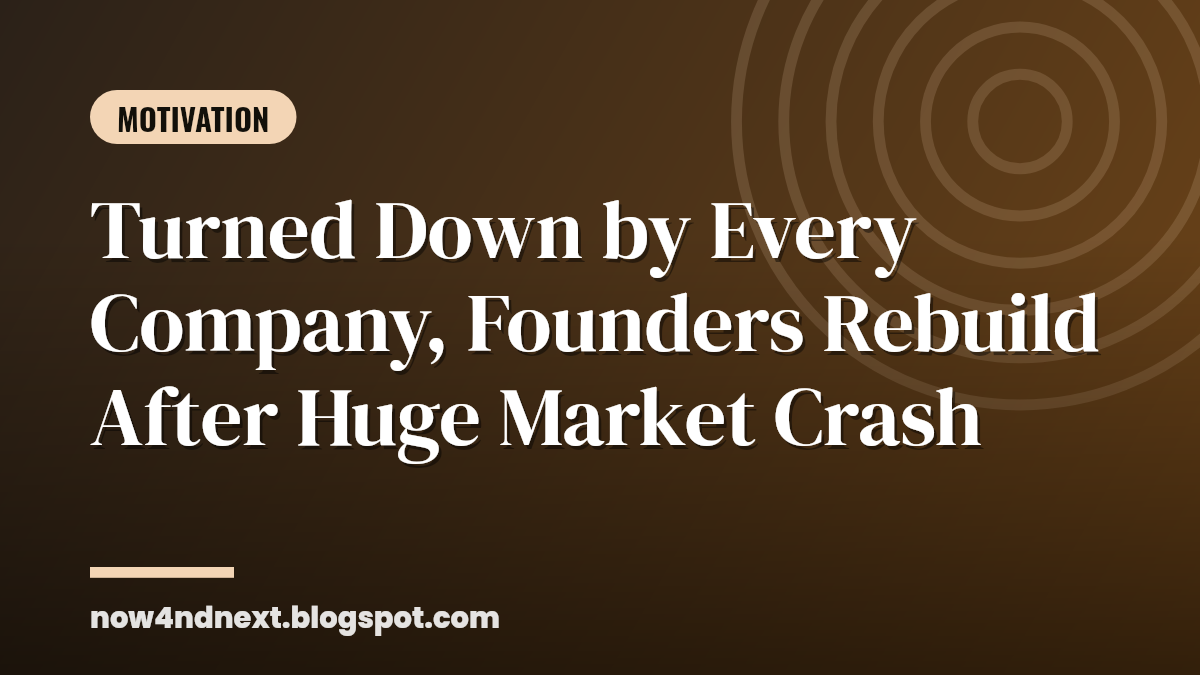 MOTIVATION
Turned Down by Every
Company, Founders Rebuild
After Huge Market Crash
now4ndnext.blogspot.com